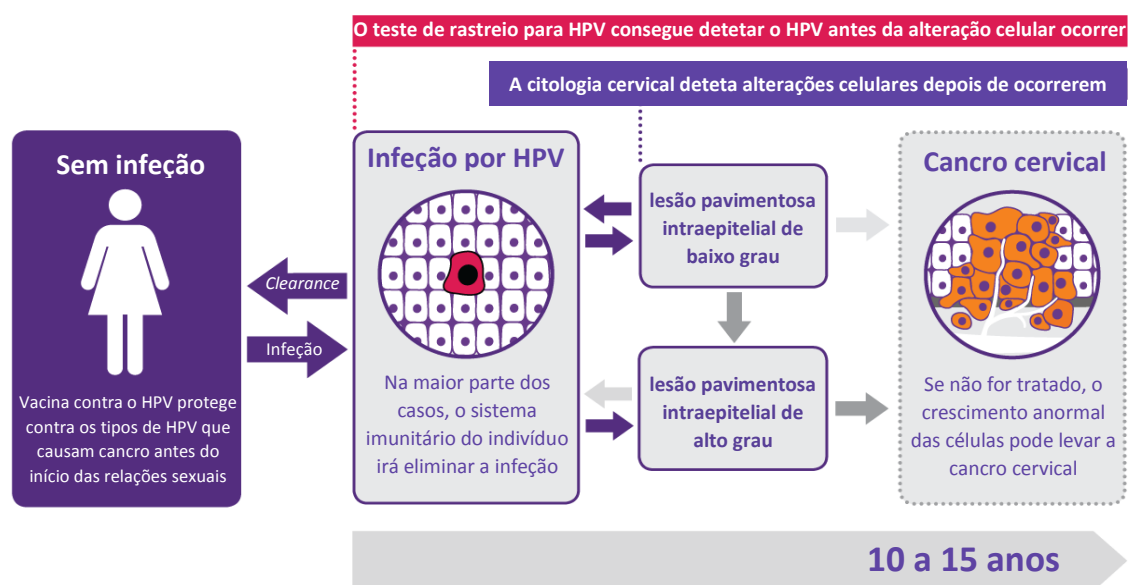 O teste de rastreio para HPV consegue detetar o HPV antes da alteração celular ocorrer
A citologia cervical deteta alterações celulares depois de ocorrerem
Sem infeção
Vacina contra o HPV protege
contra os tipos de HPV que
causam cancro antes do
início das relações sexuais
Clearance
Infeção
Infeção por HPV
Na maior parte dos
casos, o sistema
imunitário do indivíduo
irá eliminar a infeção
lesão pavimentosa
intraepitelial de
baixo grau
lesão pavimentosa
intraepitelial de
alto grau
Cancro cervical
Se não for tratado, o
crescimento anormal
das células pode levar a
cancro cervical
10 a 15 anos